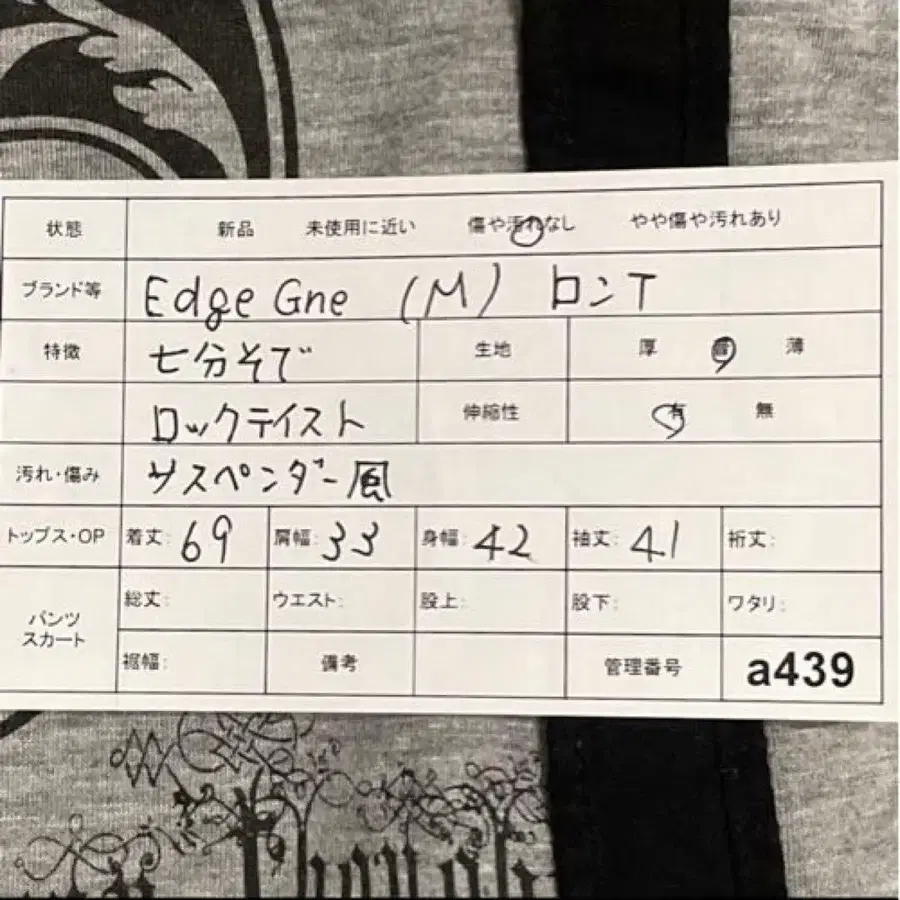 状態 新品 未使用に近い 傷や汚れなし やや傷や汚れあり
ブランド等 Edge Gne (M) ロンT
特徴 七分そで 生地 厚 普 薄
ロックテイスト 伸縮性 有 無
汚れ・傷み サスペンダー風
トップス・OP 着丈: 69 肩幅: 33 身幅: 42 袖丈: 41 裄丈:
パンツ スカート 総丈: ウエスト: 股上: 股下: ワタリ:
裾幅: 備考 管理番号 a439